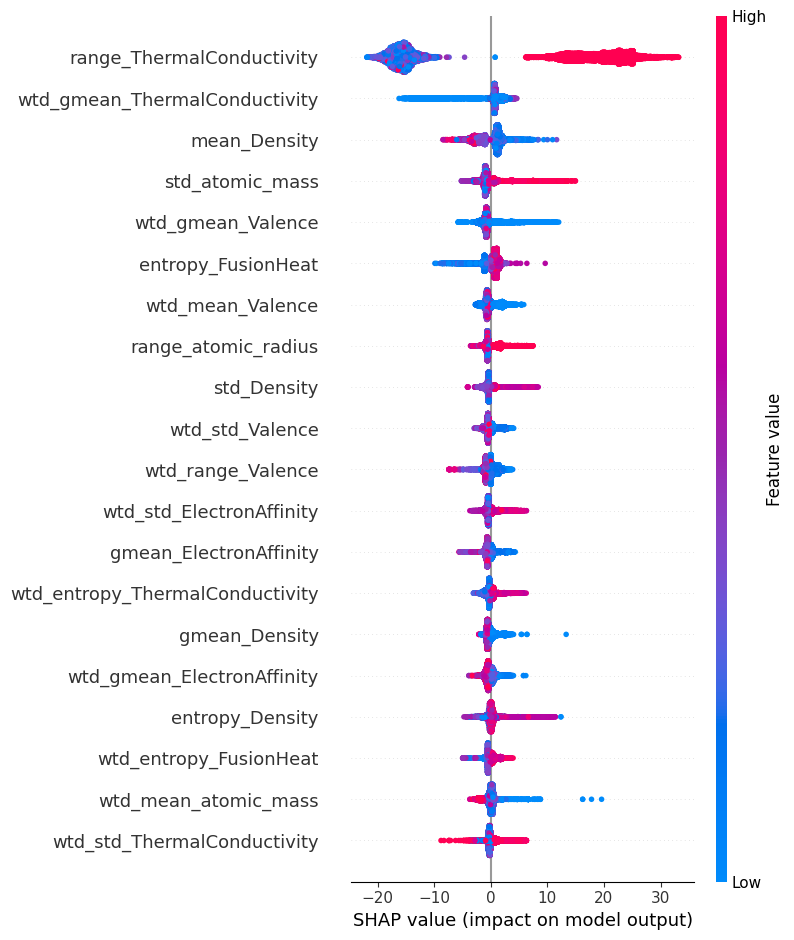 High
range_ThermalConductivity
wtd_gmean_ThermalConductivity
mean_Density
std_atomic_mass
wtd_gmean_Valence
entropy_FusionHeat
wtd_mean_Valence
range_atomic_radius
std_Density
wtd_std_Valence
wtd_range_Valence
wtd_std_ElectronAffinity
gmean_ElectronAffinity
wtd_entropy_ThermalConductivity
gmean_Density
wtd_gmean_ElectronAffinity
entropy_Density
wtd_entropy_FusionHeat
wtd_mean_atomic_mass
wtd_std_ThermalConductivity
Feature value
Low
−20 −10 0 10 20 30
SHAP value (impact on model output)